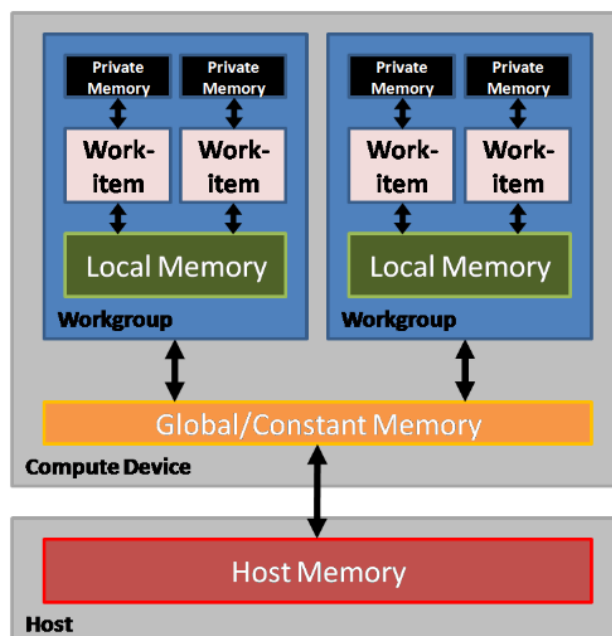 Private
Memory
Private
Memory
Private
Memory
Private
Memory
Work-
item
Work-
item
Work-
item
Work-
item
Local Memory
Local Memory
Workgroup
Workgroup
Global/Constant Memory
Compute Device
Host Memory
Host